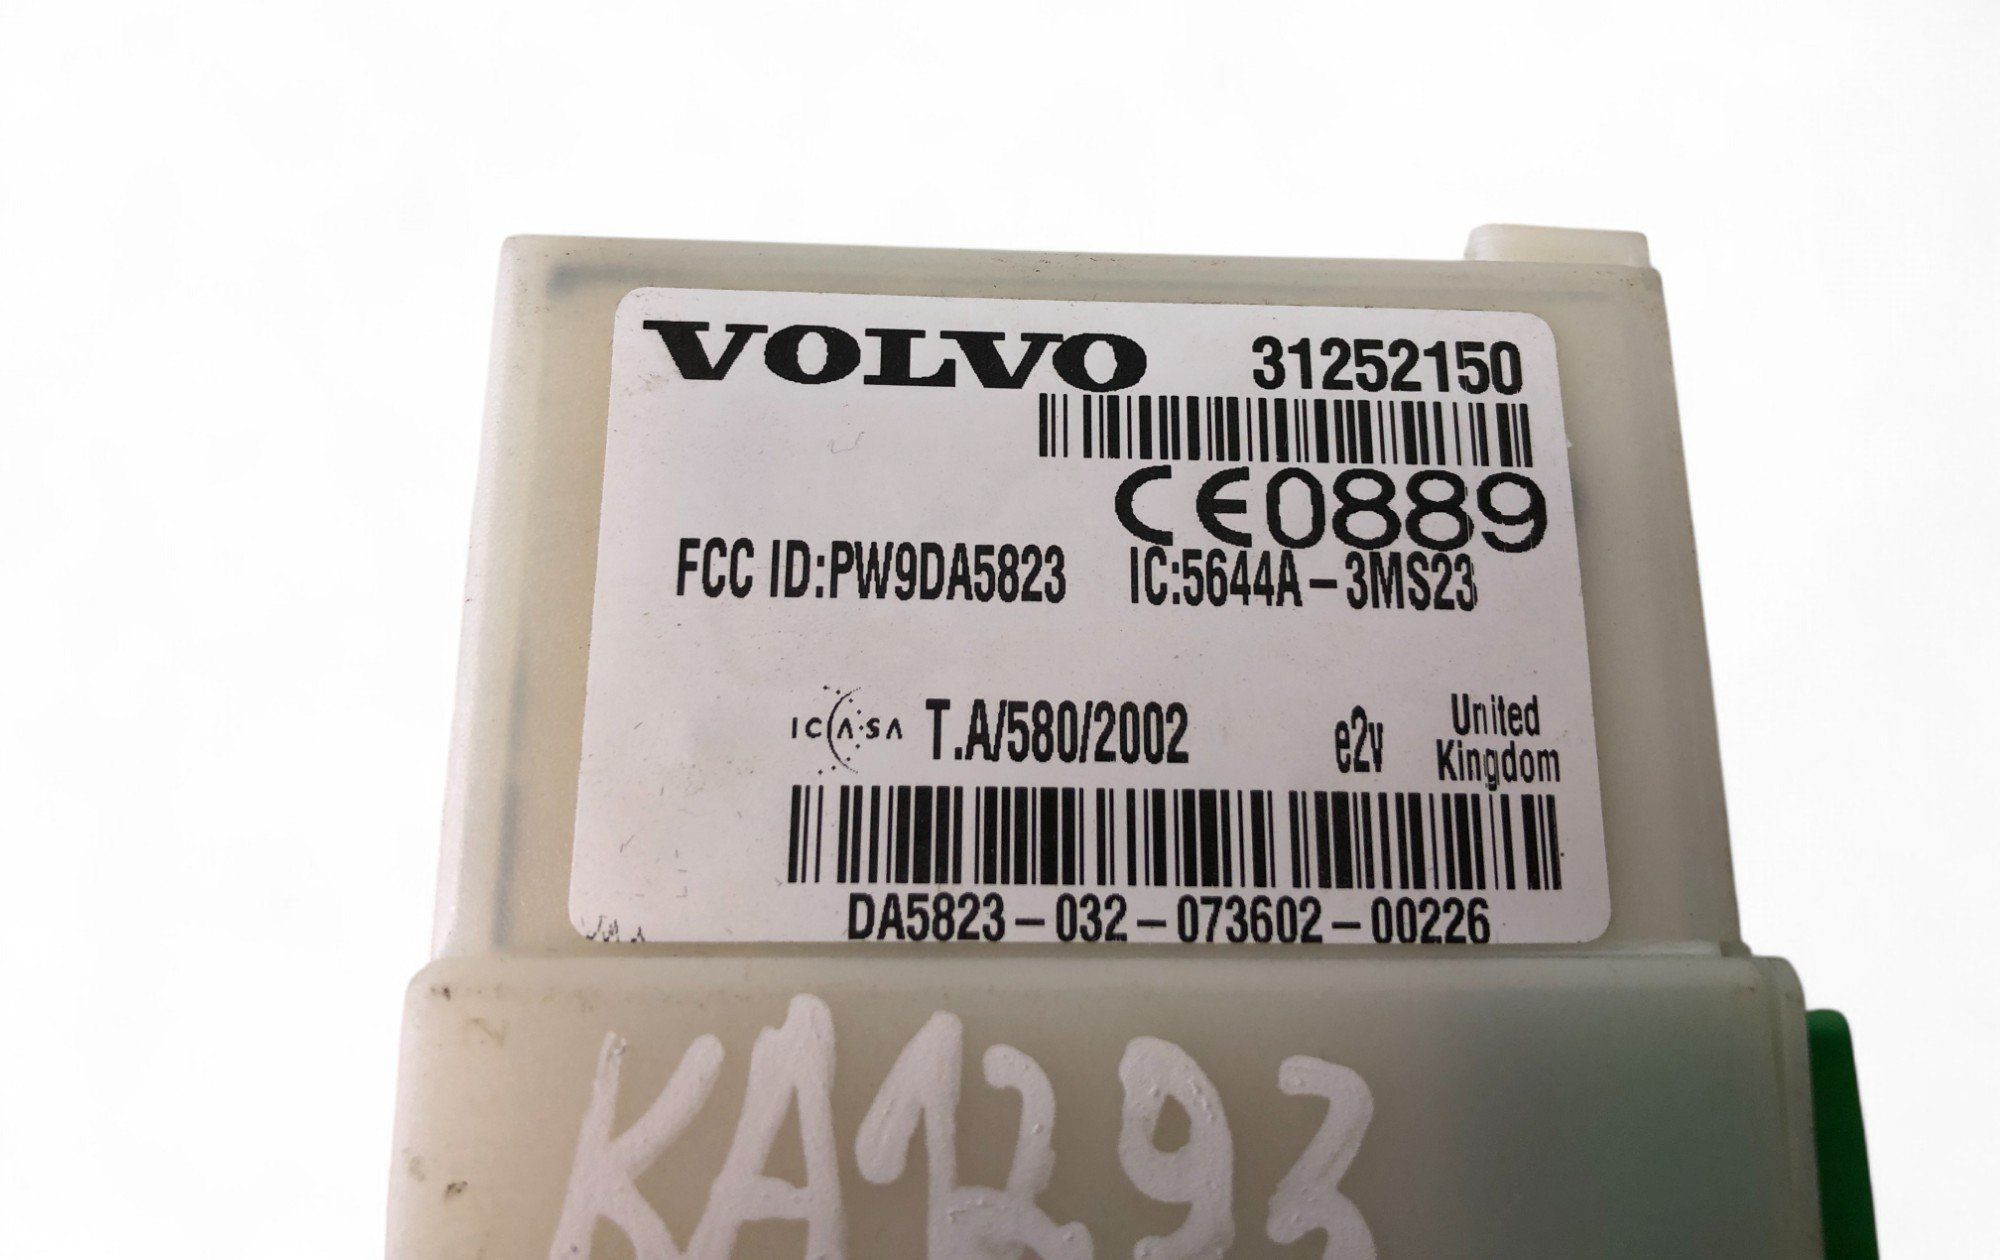 VOLVO 31252150
CE0889
FCC ID:PW9DA5823 IC:5644A-3MS23
ICASA T.A/580/2002 e2v United Kingdom
DA5823-032-073602-00226
KA1293